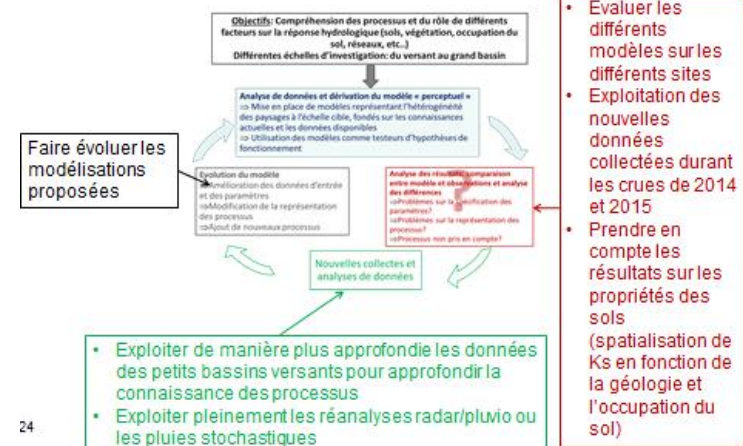 Objectifs: Compréhension des processus et du rôle de différents
facteurs sur la réponse hydrologique (sols, végétation, occupation du
sol, réseaux, etc..)
Différentes échelles d'investigation: du versant au grand bassin
Analyse de données et dérivation du modèle « perceptuel »
⇒ Mise en place de modèles représentant l'hétérogénéité
des paysages à l'échelle cible, fondés sur les connaissances
actuelles et les données disponibles
⇒ Utilisation des modèles comme testeurs d'hypothèses de
fonctionnement
Faire évoluer les
modélisations
proposées
Evolution du modèle
⇒Amélioration des données d'entrée
et des paramètres
⇒Modification de la représentation
des processus
⇒Ajout de nouveaux processus
Analyse des résultats, comparaison
entre modèle et observations et analyse
des différences
⇒Problèmes sur la spécification des
paramètres?
⇒Problèmes sur la représentation des
processus?
⇒Processus non pris en compte?
?
Nouvelles collectes et
analyses de données
• Exploiter de manière plus approfondie les données
des petits bassins versants pour approfondir la
connaissance des processus
• Exploiter pleinement les réanalyses radar/pluvio ou
les pluies stochastiques
• Evaluer les
différents
modèles sur les
différents sites
• Exploitation des
nouvelles
données
collectées durant
les crues de 2014
et 2015
• Prendre en
compte les
résultats sur les
propriétés des
sols
(spatialisation de
Ks en fonction de
la géologie et
l'occupation du
sol)
24